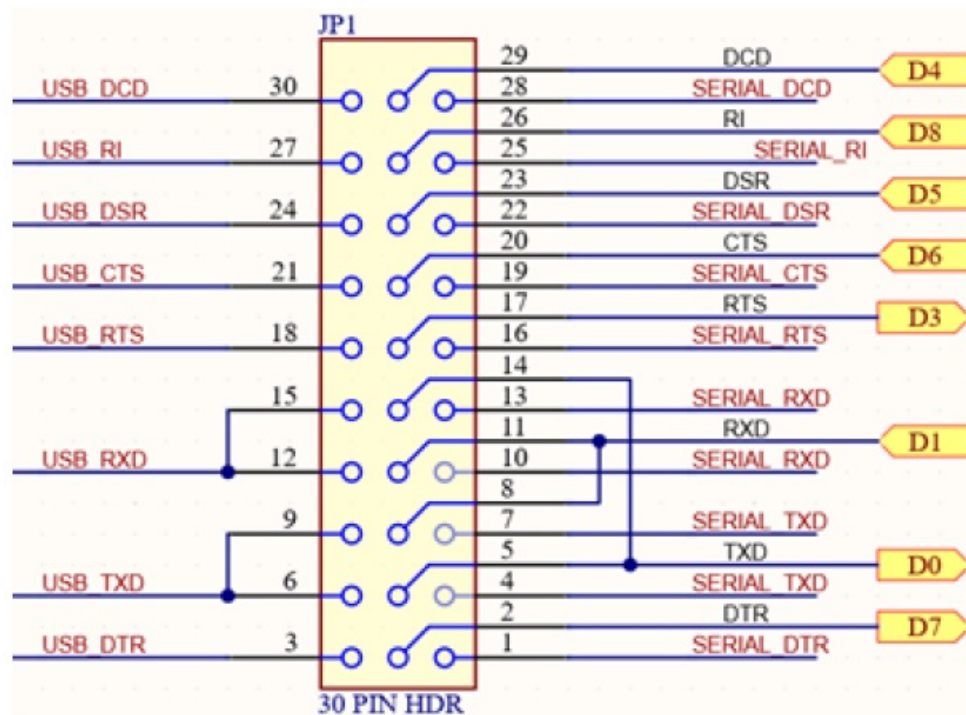 JP1
29 DCD D4
USB_DCD 30 28 SERIAL_DCD
26 RI D8
USB_RI 27 25 SERIAL_RI
23 DSR D5
USB_DSR 24 22 SERIAL_DSR
20 CTS D6
USB_CTS 21 19 SERIAL_CTS
17 RTS D3
USB_RTS 18 16 SERIAL_RTS
14
15 13 SERIAL_RXD
11 RXD D1
USB_RXD 12 10 SERIAL_RXD
8
9 7 SERIAL_TXD
5 TXD D0
USB_TXD 6 4 SERIAL_TXD
2 DTR D7
USB_DTR 3 1 SERIAL_DTR
30 PIN HDR